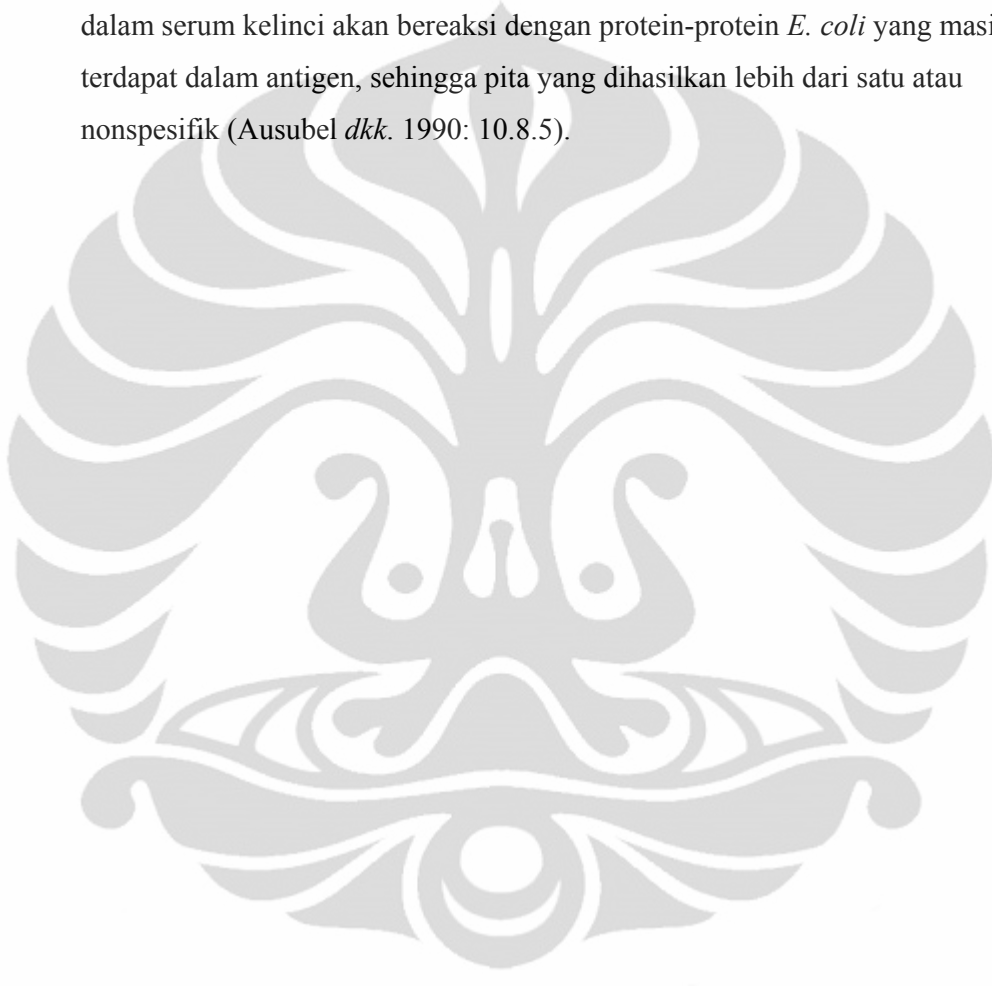 dalam serum kelinci akan bereaksi dengan protein-protein E. coli yang masi
terdapat dalam antigen, sehingga pita yang dihasilkan lebih dari satu atau
nonspesifik (Ausubel dkk. 1990: 10.8.5).